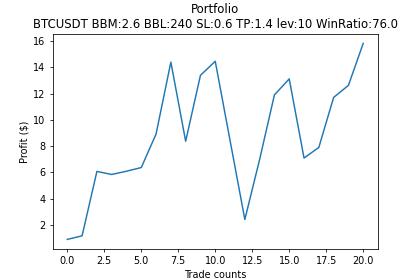 Portfolio
BTCUSDT BBM:2.6 BBL:240 SL:0.6 TP:1.4 lev:10 WinRatio:76.0
16
14
12
10
8
6
4
2
Profit ($)
0.0 2.5 5.0 7.5 10.0 12.5 15.0 17.5 20.0
Trade counts